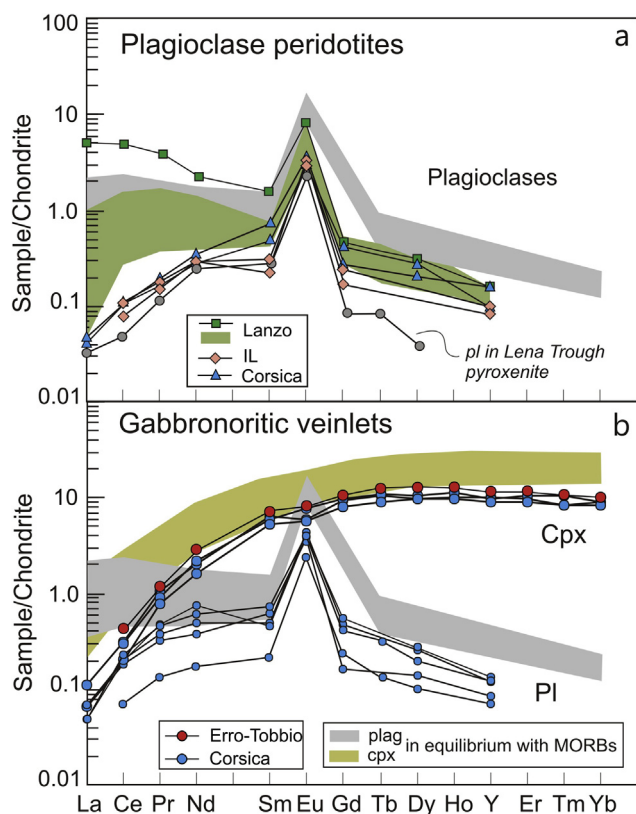 100
Plagioclase peridotites
a
10
Plagioclases
1.0
Sample/Chondrite
0.1
Lanzo
IL
Corsica
pl in Lena Trough
pyroxenite
0.01
Gabbronoritic veinlets
b
10
Cpx
1.0
Sample/Chondrite
0.1
Pl
Erro-Tobbio
Corsica
plag
cpx
in equilibrium with MORBs
0.01
La Ce Pr Nd Sm Eu Gd Tb Dy Ho Y Er Tm Yb